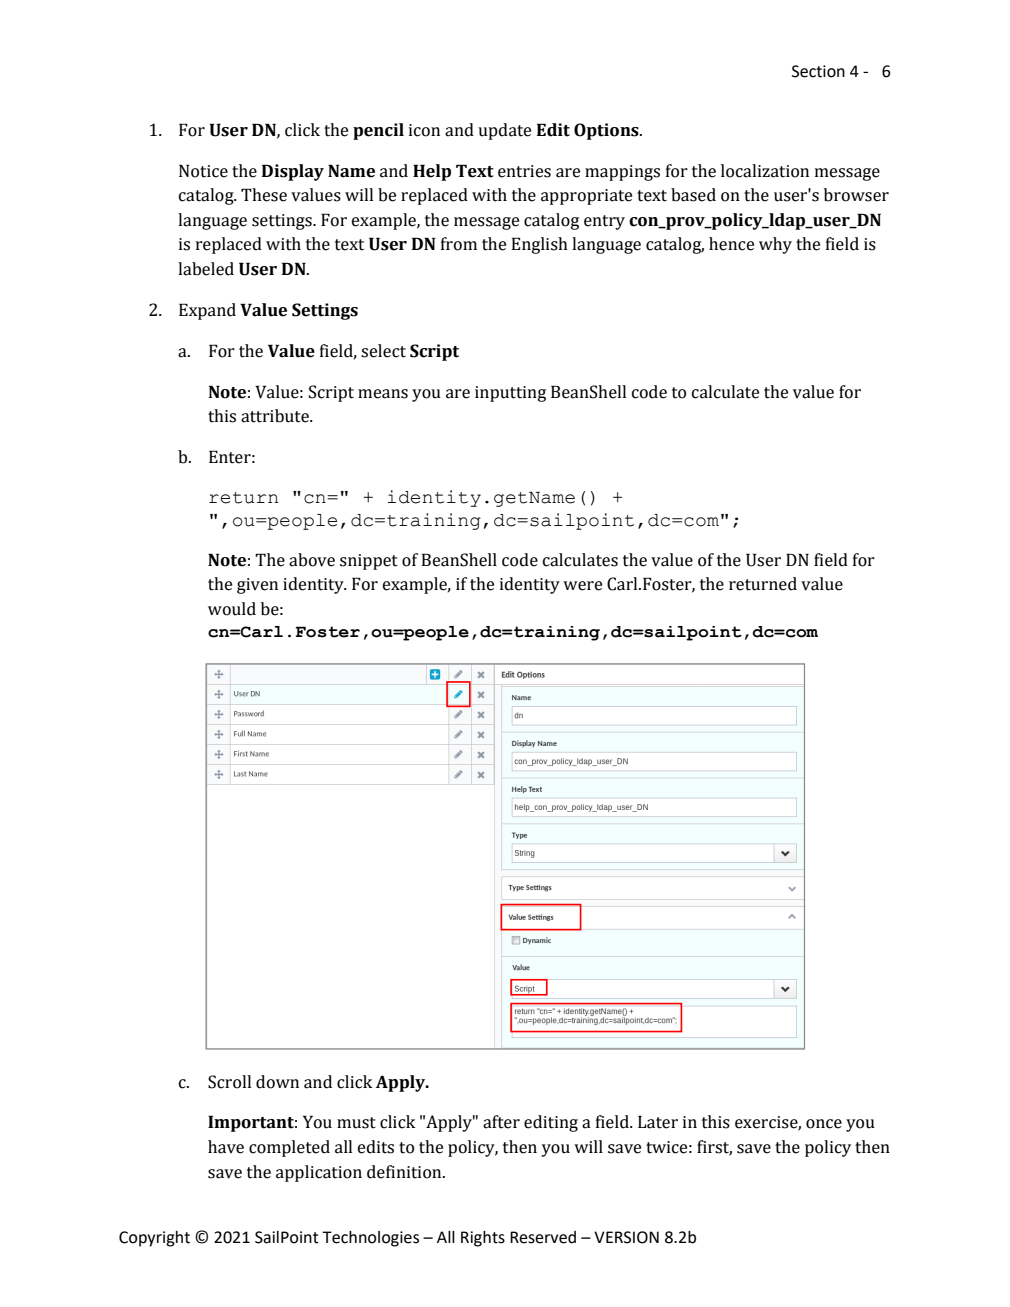 Section 4 - 6
1. For User DN, click the pencil icon and update Edit Options.
Notice the Display Name and Help Text entries are mappings for the localization message
catalog. These values will be replaced with the appropriate text based on the user's browser
language settings. For example, the message catalog entry con_prov_policy_ldap_user_DN
is replaced with the text User DN from the English language catalog, hence why the field is
labeled User DN.
2. Expand Value Settings
a. For the Value field, select Script
Note: Value: Script means you are inputting BeanShell code to calculate the value for
this attribute.
b. Enter:
return "cn=" + identity.getName() +
",ou=people,dc=training,dc=sailpoint,dc=com";
Note: The above snippet of BeanShell code calculates the value of the User DN field for
the given identity. For example, if the identity were Carl.Foster, the returned value
would be:
cn=Carl.Foster,ou=people,dc=training,dc=sailpoint,dc=com
User DN
Password
Full Name
First Name
Last Name
Edit Options
Name
dn
Display Name
con_prov_policy_ldap_user_DN
Help Text
help_con_prov_policy_ldap_user_DN
Type
String
Type Settings
Value Settings
Dynamic
Value
Script
return "cn=" + identity.getName() +
",ou=people,dc=training,dc=sailpoint,dc=com";
c. Scroll down and click Apply.
Important: You must click "Apply" after editing a field. Later in this exercise, once you
have completed all edits to the policy, then you will save twice: first, save the policy then
save the application definition.
Copyright © 2021 SailPoint Technologies – All Rights Reserved – VERSION 8.2b